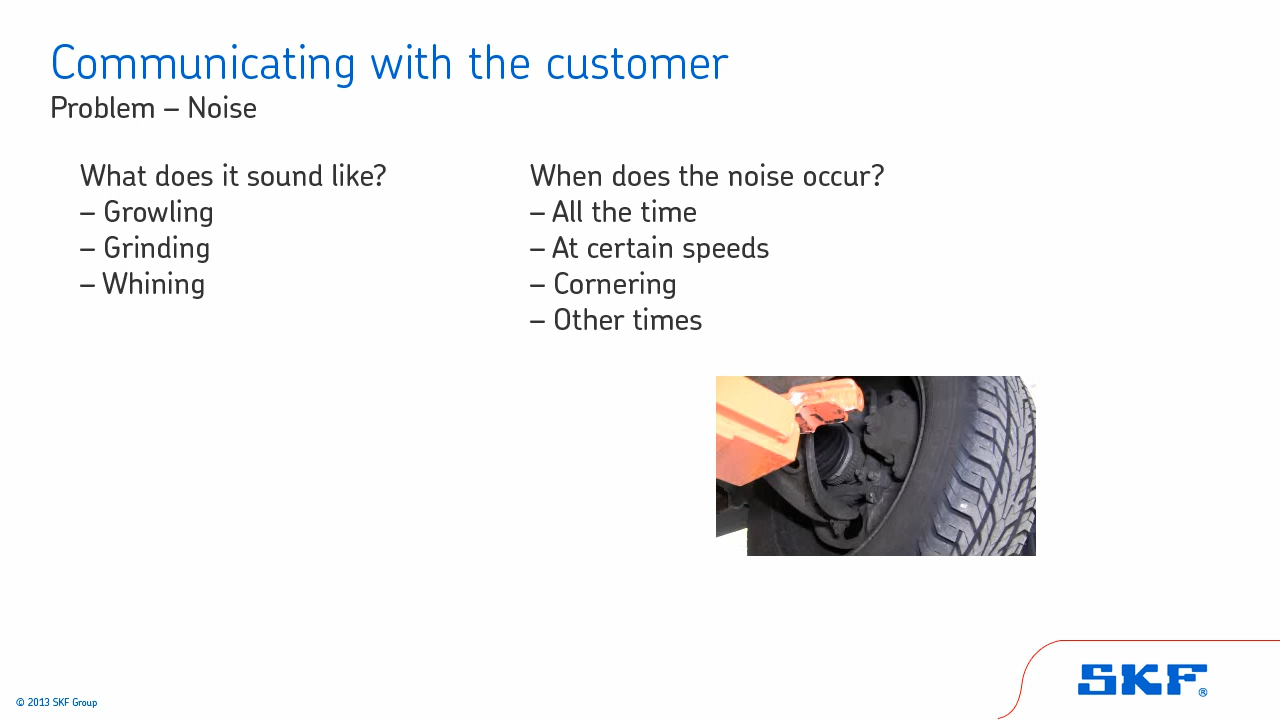 Communicating with the customer
Problem – Noise
What does it sound like?
– Growling
– Grinding
– Whining
When does the noise occur?
– All the time
– At certain speeds
– Cornering
– Other times
© 2013 SKF Group
SKF®